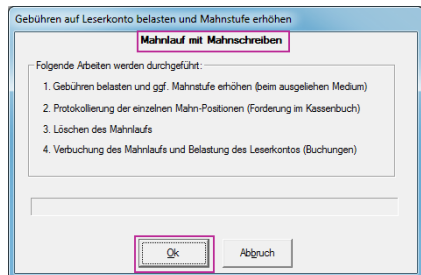 Gebühren auf Leserkonto belasten und Mahnstufe erhöhen
Mahnlauf mit Mahnschreiben
Folgende Arbeiten werden durchgeführt:
1. Gebühren belasten und ggf. Mahnstufe erhöhen (beim ausgeliehen Medium)
2. Protokollierung der einzelnen Mahn-Positionen (Forderung im Kassenbuch)
3. Löschen des Mahnlaufs
4. Verbuchung des Mahnlaufs und Belastung des Leserkontos (Buchungen)
Ok
Abbruch